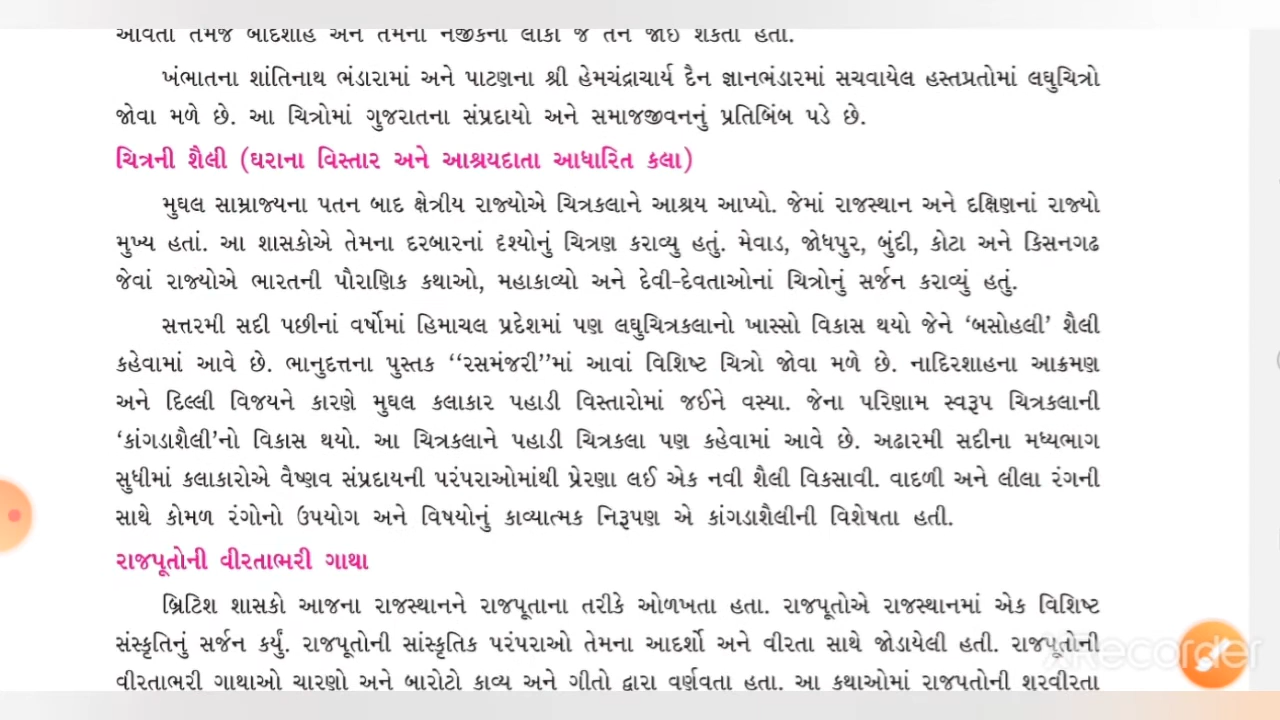 આવતી તેમજ બાદશાહ અને તેમની નજીકના લોકો જ તેને જોઈ શકતા હતા.
ખંભાતના શાંતિનાથ ભંડારામાં અને પાટણના શ્રી હેમચંદ્રાચાર્ય દૈન જ્ઞાનભંડારમાં સચવાયેલ હસ્તપ્રતોમાં લઘુચિત્રો
જોવા મળે છે. આ ચિત્રોમાં ગુજરાતના સંપ્રદાયો અને સમાજજીવનનું પ્રતિબિંબ પડે છે.
ચિત્રની શૈલી (ઘરાના વિસ્તાર અને આશ્રયદાતા આધારિત કલા)
મુઘલ સામ્રાજ્યના પતન બાદ ક્ષેત્રીય રાજ્યોએ ચિત્રકલાને આશ્રય આપ્યો. જેમાં રાજસ્થાન અને દક્ષિણનાં રાજ્યો
મુખ્ય હતાં. આ શાસકોએ તેમના દરબારનાં દૃશ્યોનું ચિત્રણ કરાવ્યુ હતું. મેવાડ, જોધપુર, બુંદી, કોટા અને કિસનગઢ
જેવાં રાજ્યોએ ભારતની પૌરાણિક કથાઓ, મહાકાવ્યો અને દેવી-દેવતાઓનાં ચિત્રોનું સર્જન કરાવ્યું હતું.
સત્તરમી સદી પછીનાં વર્ષોમાં હિમાચલ પ્રદેશમાં પણ લઘુચિત્રકલાનો ખાસ્સો વિકાસ થયો જેને ‘બસોહલી’ શૈલી
કહેવામાં આવે છે. ભાનુદત્તના પુસ્તક ‘‘રસમંજરી’’માં આવાં વિશિષ્ટ ચિત્રો જોવા મળે છે. નાદિરશાહના આક્રમણ
અને દિલ્લી વિજયને કારણે મુઘલ કલાકાર પહાડી વિસ્તારોમાં જઈને વસ્યા. જેના પરિણામ સ્વરૂપ ચિત્રકલાની
‘કાંગડાશૈલી’નો વિકાસ થયો. આ ચિત્રકલાને પહાડી ચિત્રકલા પણ કહેવામાં આવે છે. અઢારમી સદીના મધ્યભાગ
સુધીમાં કલાકારોએ વૈષ્ણવ સંપ્રદાયની પરંપરાઓમાંથી પ્રેરણા લઈ એક નવી શૈલી વિકસાવી. વાદળી અને લીલા રંગની
સાથે કોમળ રંગોનો ઉપયોગ અને વિષયોનું કાવ્યાત્મક નિરૂપણ એ કાંગડાશૈલીની વિશેષતા હતી.
રાજપૂતોની વીરતાભરી ગાથા
બ્રિટિશ શાસકો આજના રાજસ્થાનને રાજપૂતાના તરીકે ઓળખતા હતા. રાજપૂતોએ રાજસ્થાનમાં એક વિશિષ્ટ
સંસ્કૃતિનું સર્જન કર્યું. રાજપૂતોની સાંસ્કૃતિક પરંપરાઓ તેમના આદર્શો અને વીરતા સાથે જોડાયેલી હતી. રાજપૂતોની
વીરતાભરી ગાથાઓ ચારણો અને બારોટો કાવ્ય અને ગીતો દ્વારા વર્ણવતા હતા. આ કથાઓમાં રાજપૂતોની શૂરવીરતા
XRecorder